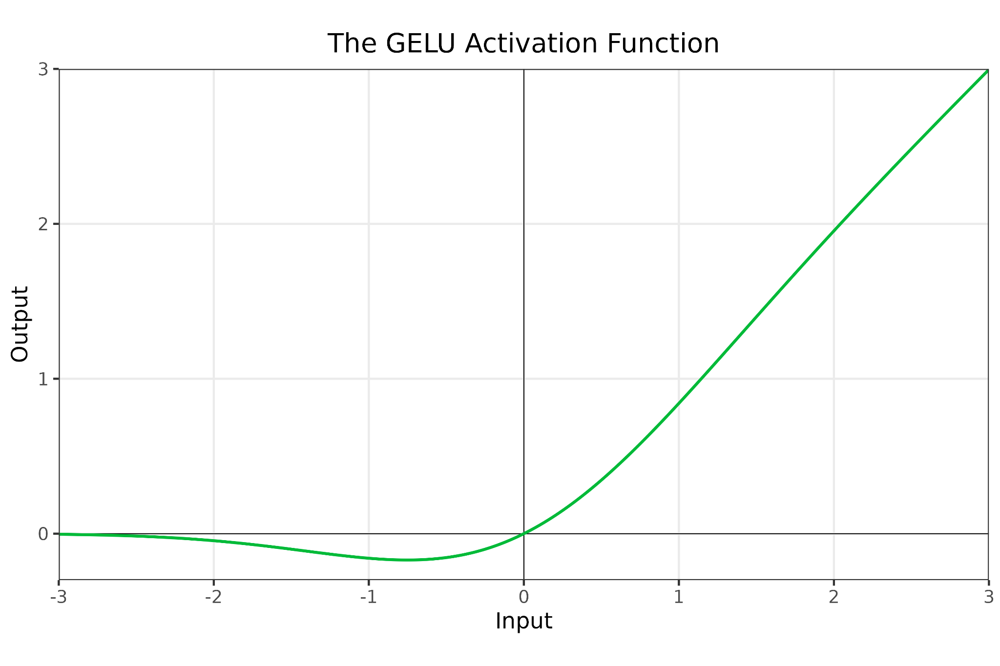 The GELU Activation Function
3
2
1
0
Output
-3 -2 -1 0 1 2 3
Input